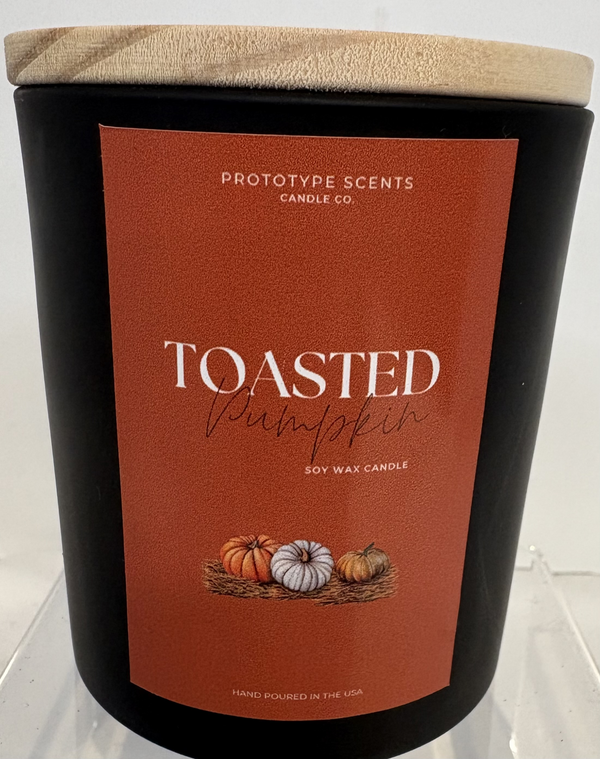 PROTOTYPE SCENTS
CANDLE CO.
TOASTED
Pumpkin
SOY WAX CANDLE
HAND POURED IN THE USA